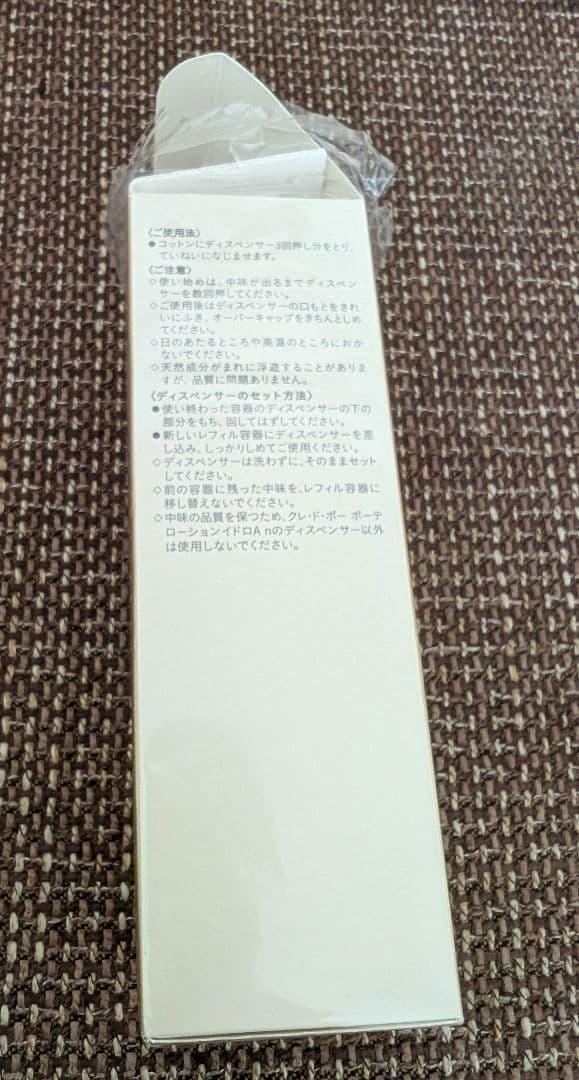 〈ご使用法〉
●コットンにディスペンサー3回押し分をとり、
ていねいになじませます。
〈ご注意〉
◇使い始めは、中味が出るまでディスペン
サーを数回押してください。
◇ご使用後はディスペンサーの口もとをきれ
いにふき、オーバーキャップをきちんとしめ
てください。
◇日のあたるところや高温のところにおか
ないでください。
◇天然成分がまれに浮遊することがありま
すが、品質に問題ありません。
〈ディスペンサーのセット方法〉
●使い終わった容器のディスペンサーの下の
部分をもち、回してはずしてください。
●新しいレフィル容器にディスペンサーを差
し込み、しっかりしめてご使用ください。
◇ディスペンサーは洗わずに、そのままセット
してください。
◇前の容器に残った中味を、レフィル容器に
移し替えないでください。
◇中味の品質を保つため、クレ・ド・ポー ボーテ
ローションイドロA nのディスペンサー以外
は使用しないでください。